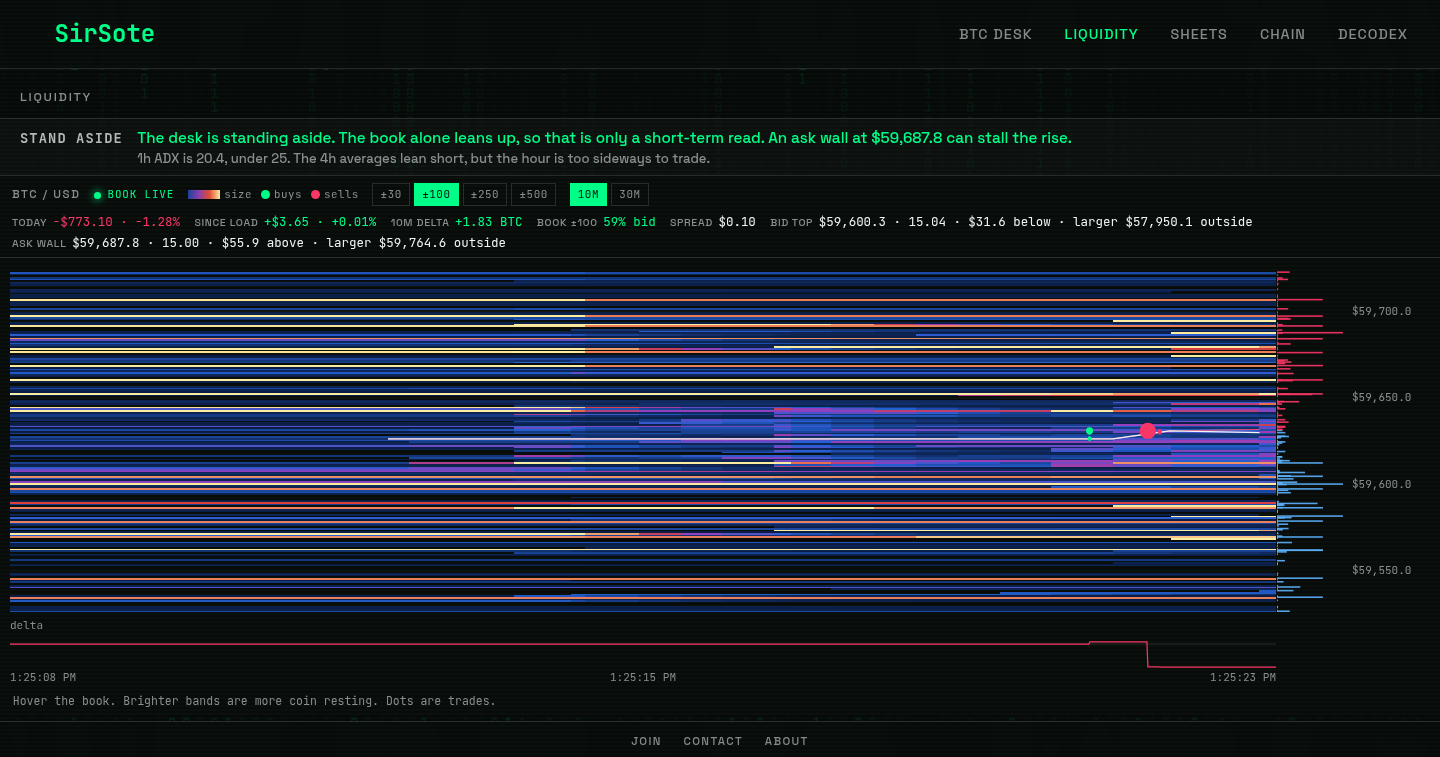 SirSote
BTC DESK LIQUIDITY SHEETS CHAIN DECODEX
LIQUIDITY
STAND ASIDE The desk is standing aside. The book alone leans up, so that is only a short-term read. An ask wall at $59,687.8 can stall the rise.
1h ADX is 20.4, under 25. The 4h averages lean short, but the hour is too sideways to trade.
BTC / USD BOOK LIVE size buys sells ±30 ±100 ±250 ±500 10M 30M
TODAY -$773.10 · -1.28% SINCE LOAD +$3.65 · +0.01% 10M DELTA +1.83 BTC BOOK ±100 59% bid SPREAD $0.10 BID TOP $59,600.3 · 15.04 · $31.6 below · larger $57,950.1 outside
ASK WALL $59,687.8 · 15.00 · $55.9 above · larger $59,764.6 outside
$59,700.0
$59,650.0
$59,600.0
$59,550.0
delta
1:25:08 PM 1:25:15 PM 1:25:23 PM
Hover the book. Brighter bands are more coin resting. Dots are trades.
JOIN CONTACT ABOUT